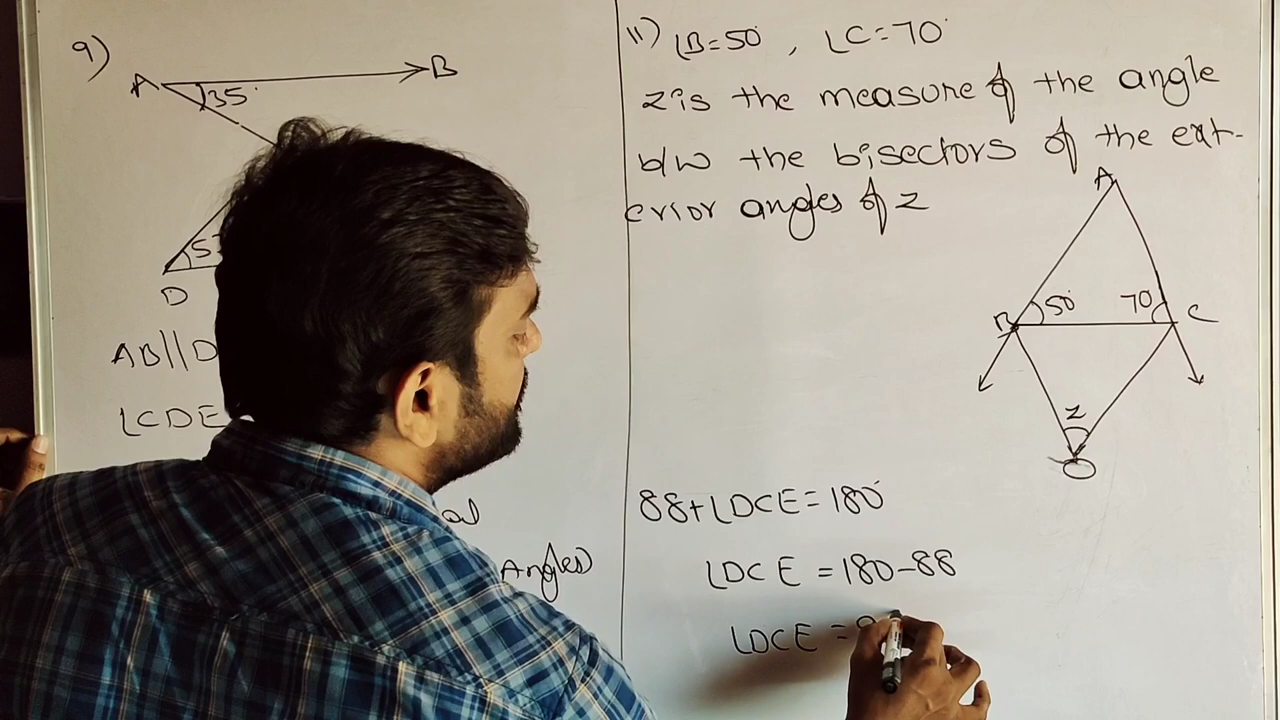 9)
A
B
35°
D
AB//D
∠CDE
Angles)
11) ∠B=50°, ∠C=70°
z is the measure of the angle
b/w the bisectors of the ext-
erior angles of z
A
50°
70°
B
C
z
O
88+∠DCE=180°
∠DCE=180-88
∠DCE=